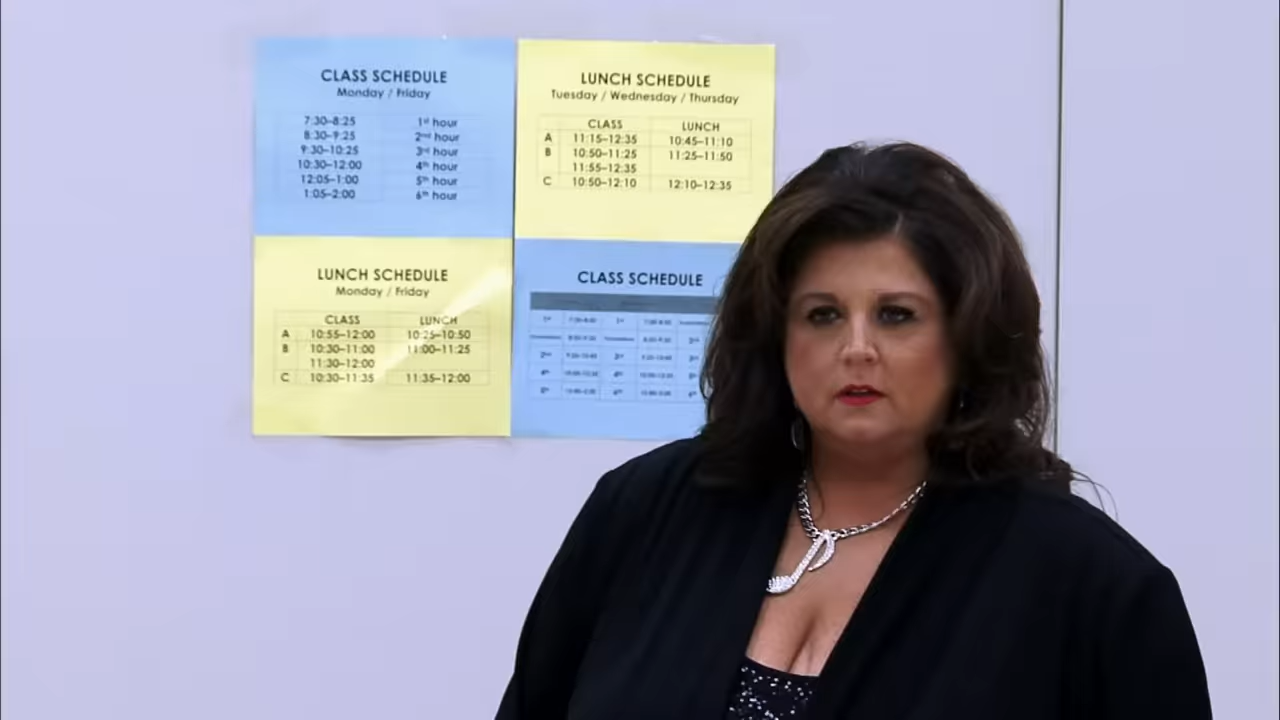 CLASS SCHEDULE
Monday / Friday
7:30–8:25 1st hour
8:30–9:25 2nd hour
9:30–10:25 3rd hour
10:30–12:00 4th hour
12:05–1:00 5th hour
1:05–2:00 6th hour
LUNCH SCHEDULE
Tuesday / Wednesday / Thursday
CLASS LUNCH
A 11:15–12:35 10:45–11:10
B 10:50–11:25 11:25–11:50
11:55–12:35
C 10:50–12:10 12:10–12:35
LUNCH SCHEDULE
Monday / Friday
CLASS LUNCH
A 10:55–12:00 10:25–10:50
B 10:30–11:00 11:00–11:25
11:30–12:00
C 10:30–11:35 11:35–12:00
CLASS SCHEDULE